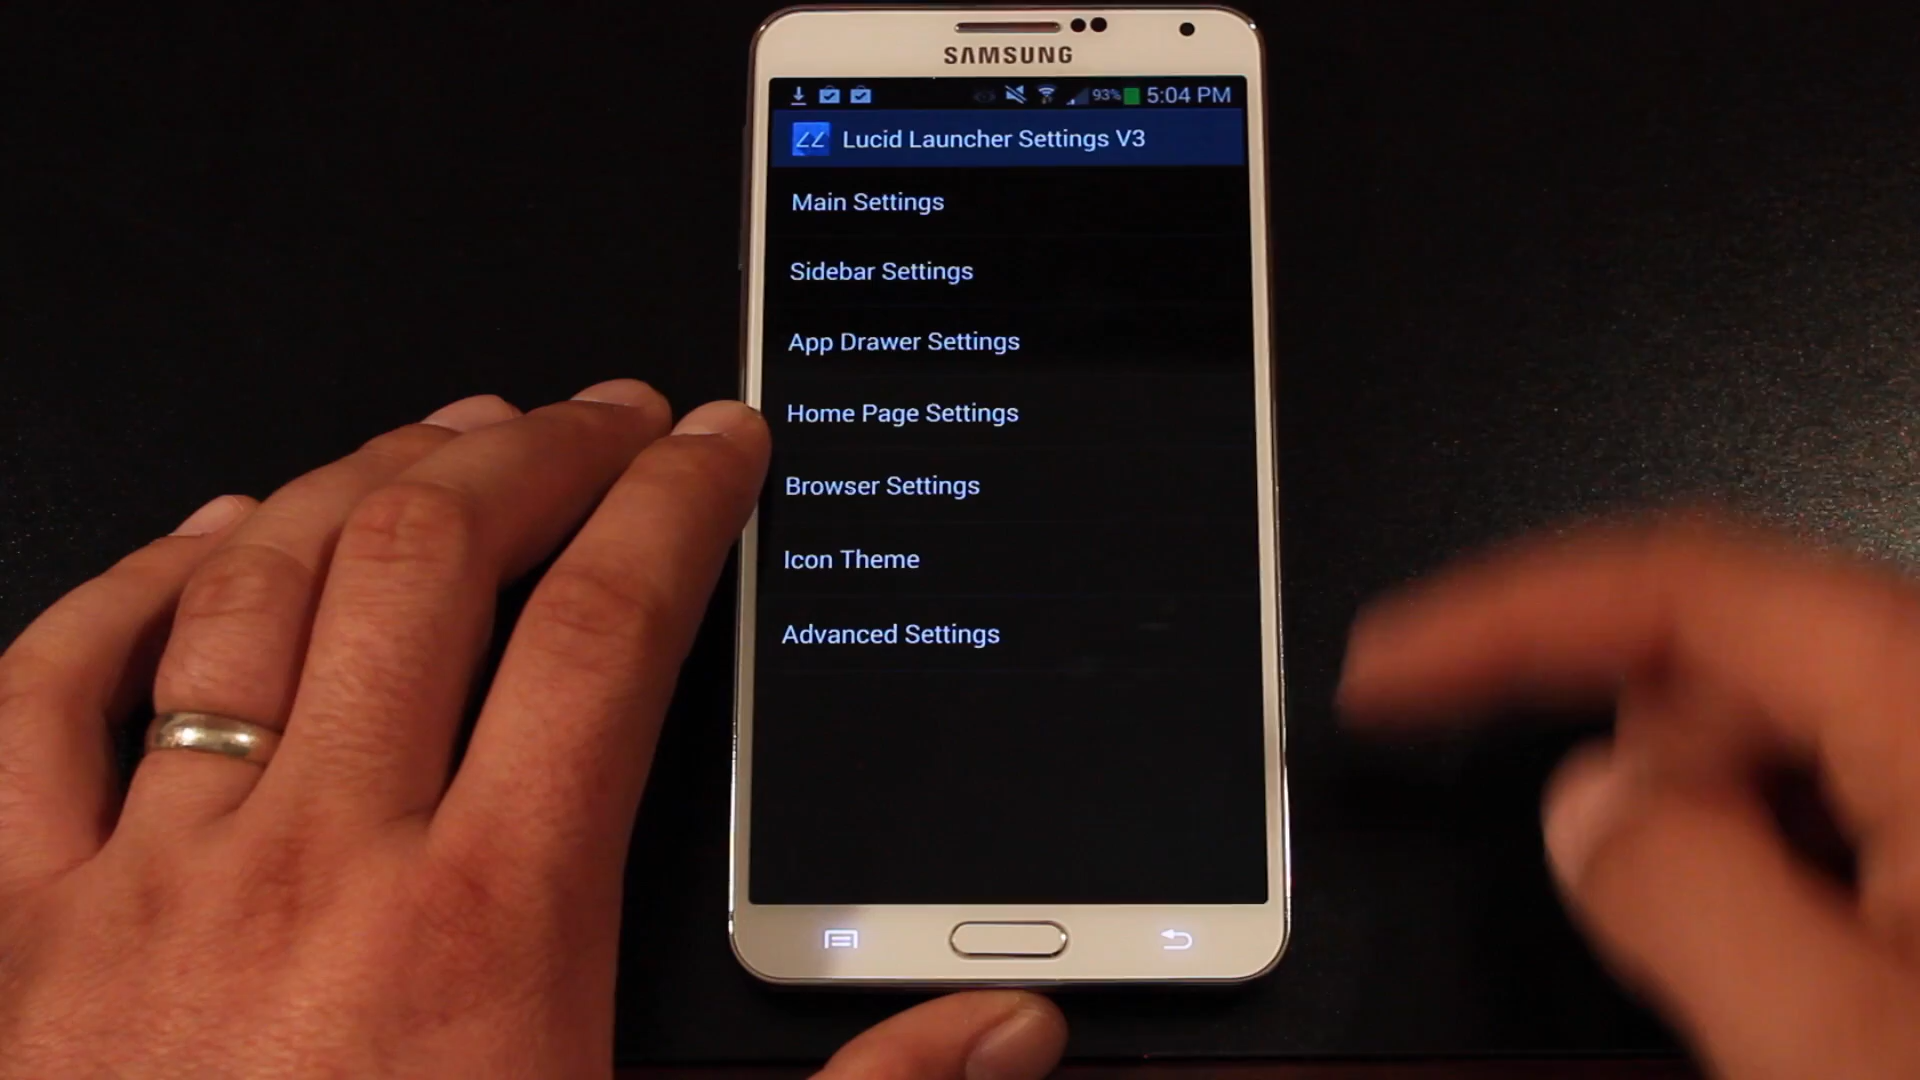 SAMSUNG
93% 5:04 PM
Lucid Launcher Settings V3
Main Settings
Sidebar Settings
App Drawer Settings
Home Page Settings
Browser Settings
Icon Theme
Advanced Settings